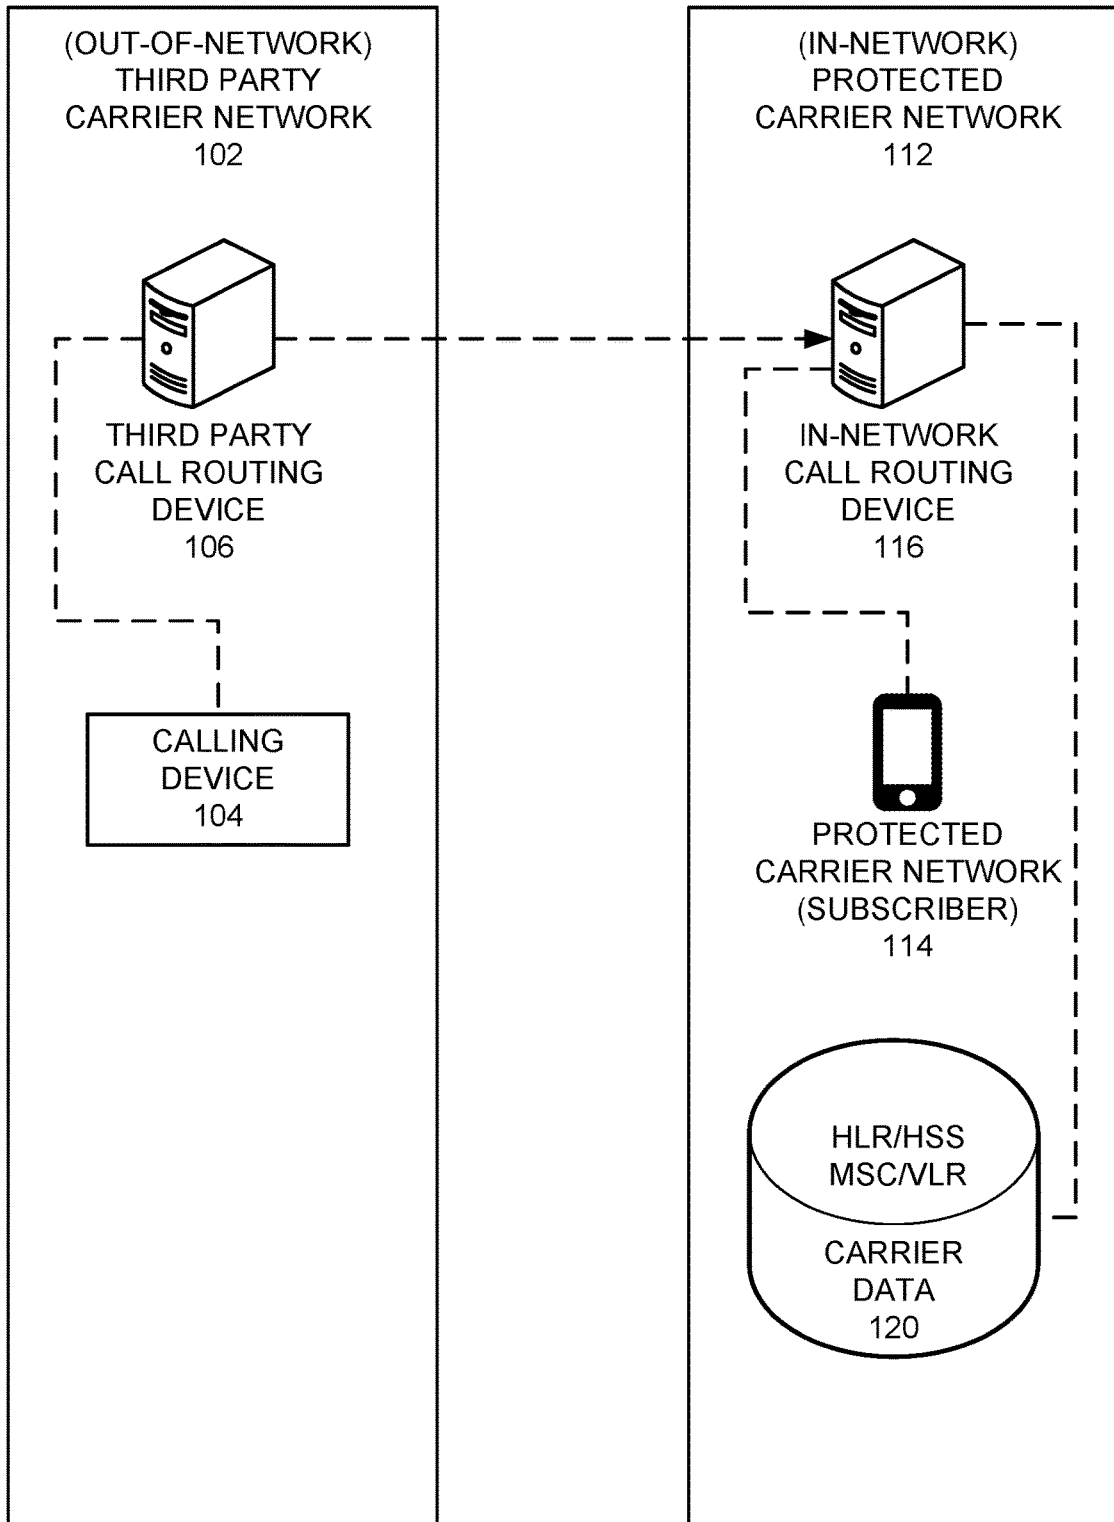 (OUT-OF-NETWORK)
THIRD PARTY
CARRIER NETWORK
102
THIRD PARTY
CALL ROUTING
DEVICE
106
CALLING
DEVICE
104
(IN-NETWORK)
PROTECTED
CARRIER NETWORK
112
IN-NETWORK
CALL ROUTING
DEVICE
116
PROTECTED
CARRIER NETWORK
(SUBSCRIBER)
114
HLR/HSS
MSC/VLR
CARRIER
DATA
120